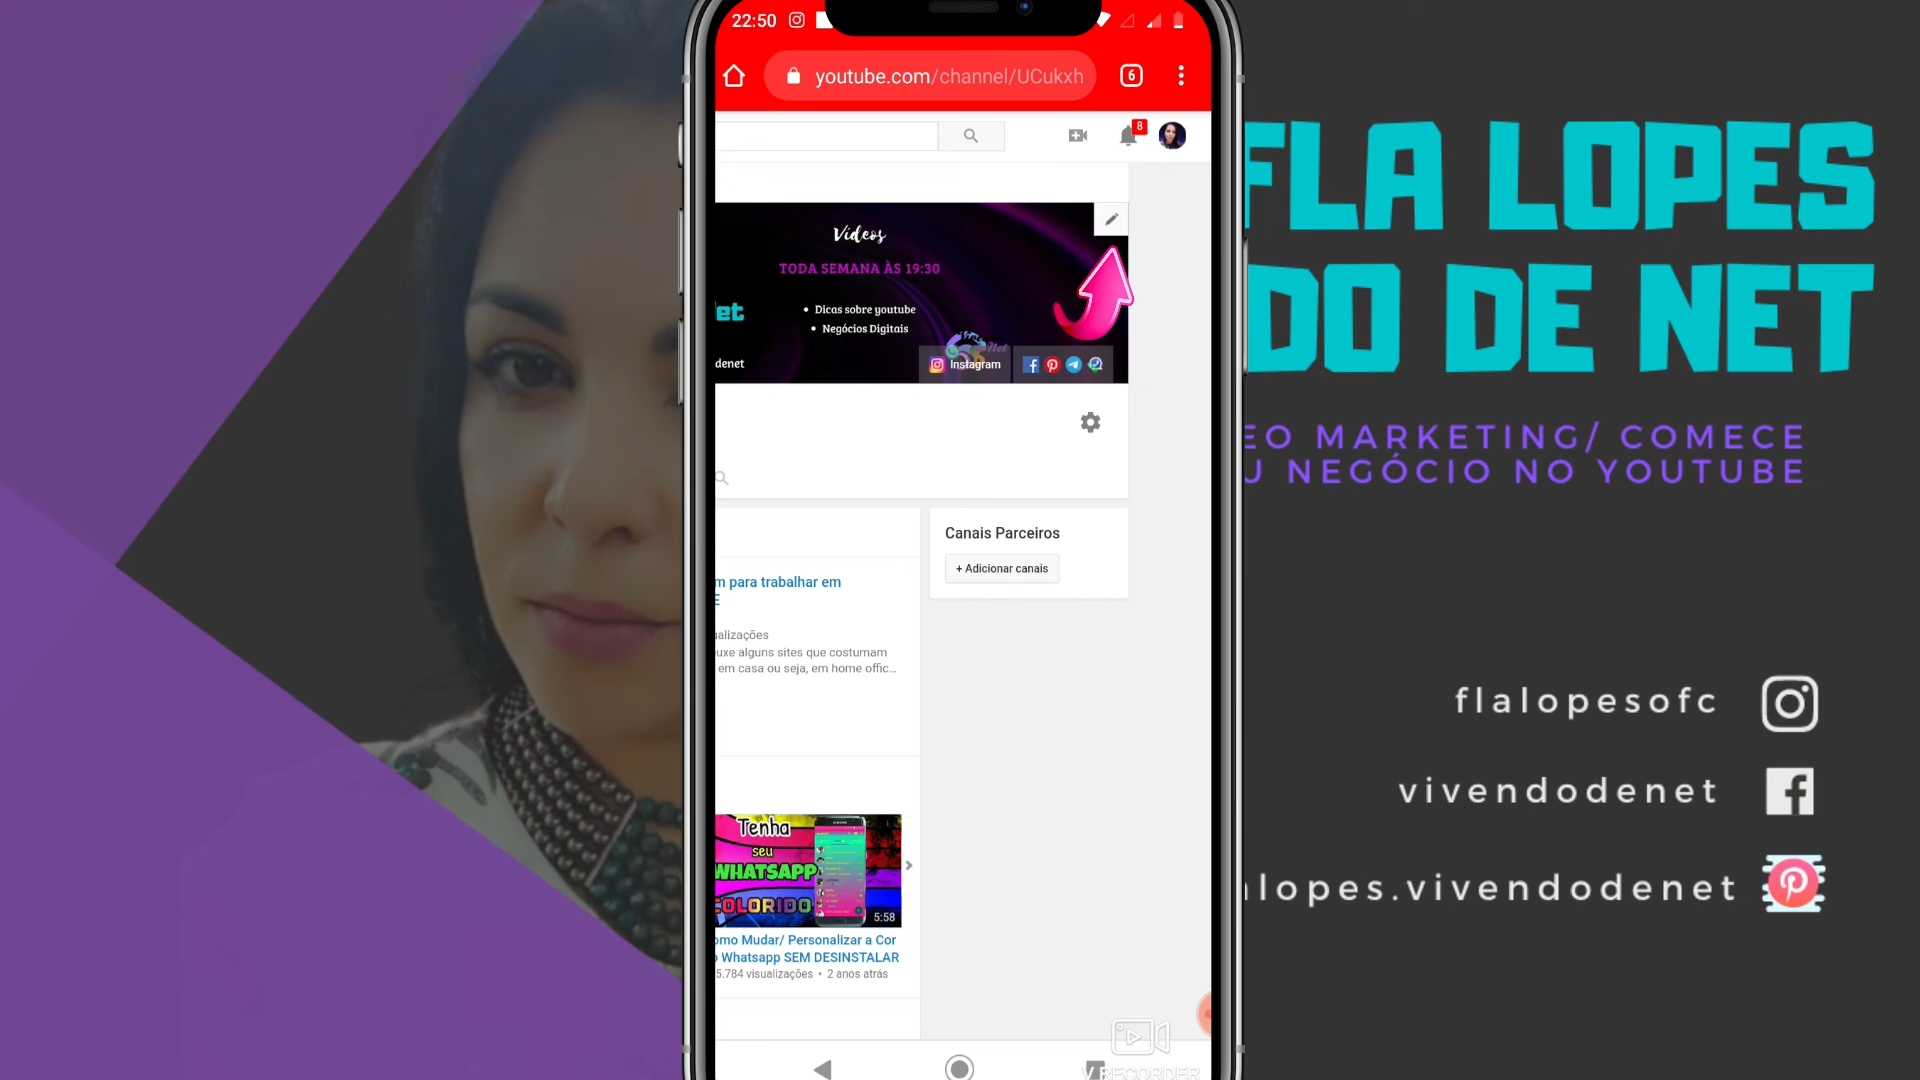 22:50
youtube.com/channel/UCukxh
6
8
FLA LOPES
DO DE NET
Vídeos
TODA SEMANA ÀS 19:30
• Dicas sobre youtube
• Negócios Digitais
et
denet
Instagram
EO MARKETING/ COMECE
U NEGÓCIO NO YOUTUBE
Canais Parceiros
+ Adicionar canais
m para trabalhar em
E
ializações
uxe alguns sites que costumam
em casa ou seja, em home offic...
flalopesofc
vivendodenet
lopes.vivendodenet
Tenha
seu
WHATSAPP
COLORIDO
5:58
omo Mudar/ Personalizar a Cor
o Whatsapp SEM DESINSTALAR
5.784 visualizações • 2 anos atrás
V RECORDER